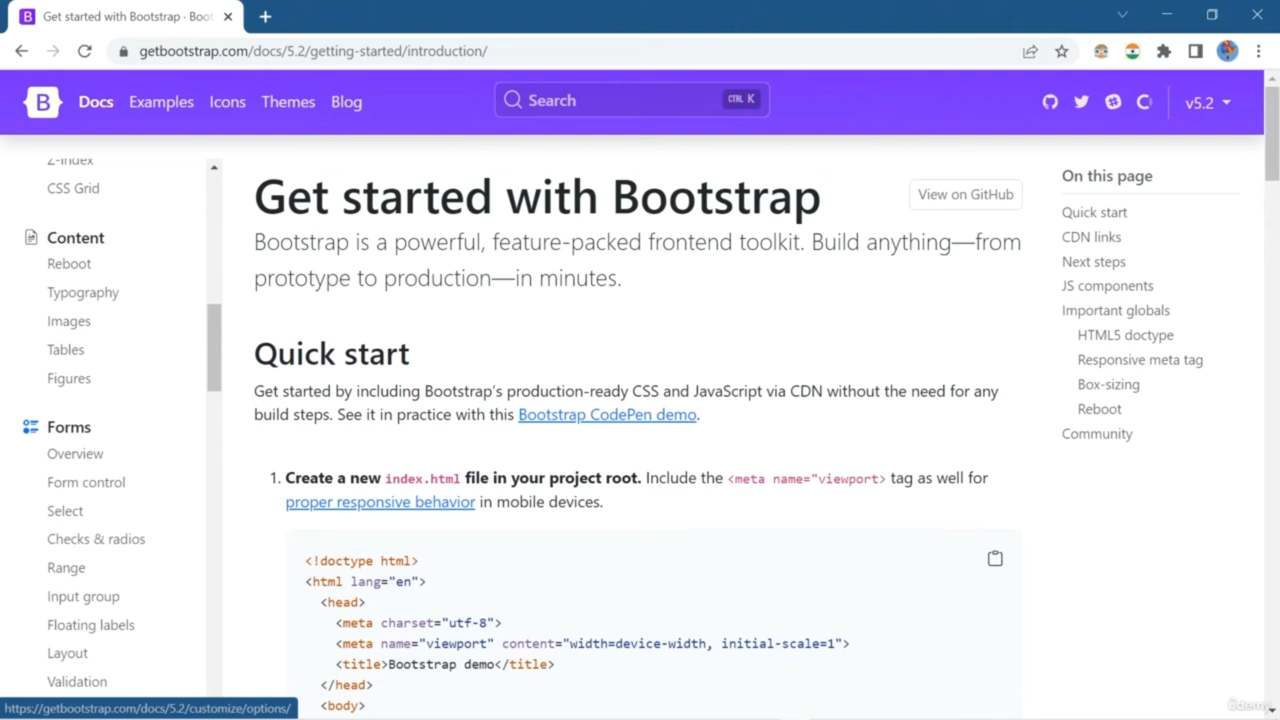 Get started with Bootstrap · Boot
getbootstrap.com/docs/5.2/getting-started/introduction/
B
Docs
Examples
Icons
Themes
Blog
Search
CTRL K
v5.2
Z-index
CSS Grid
Content
Reboot
Typography
Images
Tables
Figures
Forms
Overview
Form control
Select
Checks & radios
Range
Input group
Floating labels
Layout
Validation
Get started with Bootstrap
View on GitHub
Bootstrap is a powerful, feature-packed frontend toolkit. Build anything—from
prototype to production—in minutes.
Quick start
Get started by including Bootstrap’s production-ready CSS and JavaScript via CDN without the need for any
build steps. See it in practice with this Bootstrap CodePen demo.
1. Create a new index.html file in your project root. Include the <meta name="viewport"> tag as well for
proper responsive behavior in mobile devices.
<!doctype html>
<html lang="en">
<head>
<meta charset="utf-8">
<meta name="viewport" content="width=device-width, initial-scale=1">
<title>Bootstrap demo</title>
</head>
<body>
On this page
Quick start
CDN links
Next steps
JS components
Important globals
HTML5 doctype
Responsive meta tag
Box-sizing
Reboot
Community
https://getbootstrap.com/docs/5.2/customize/options/
ûdemy